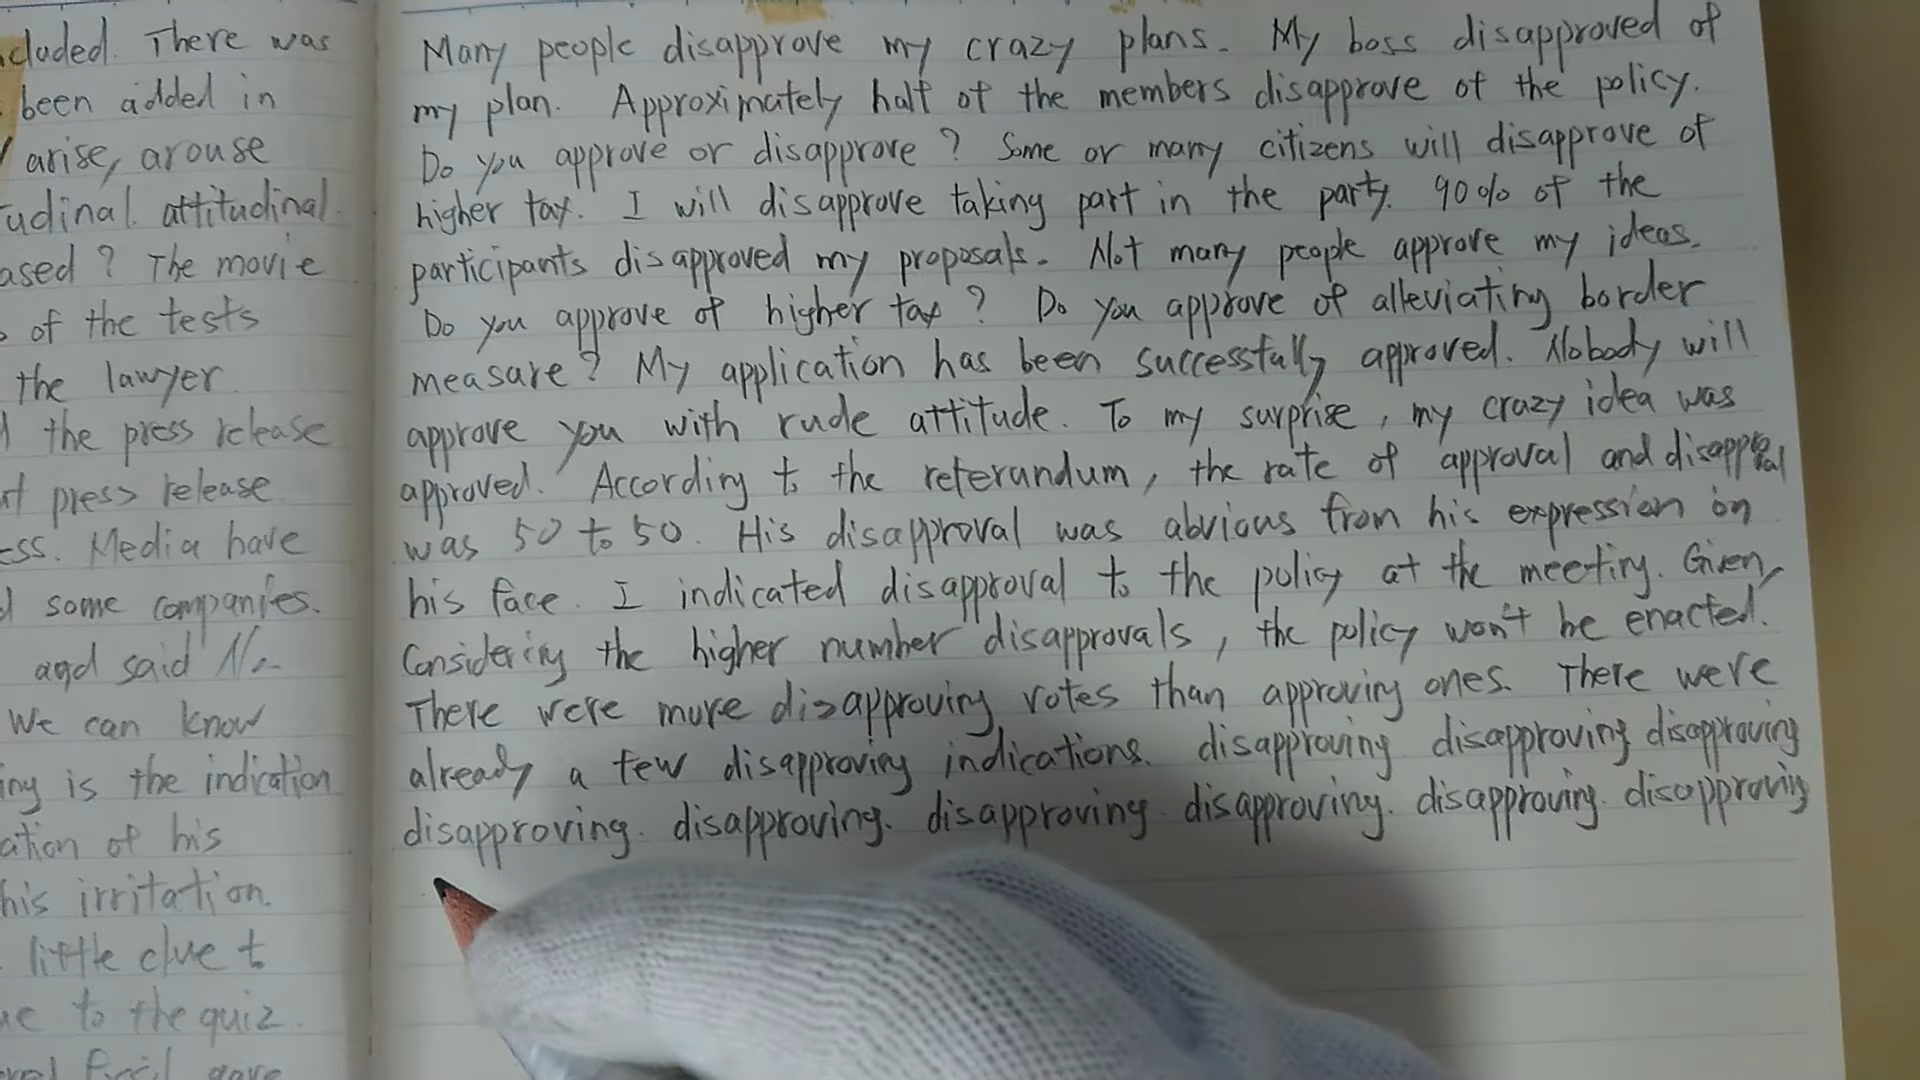 cluded. There was
been added in
arise, arouse
udinal. attitudinal.
ased? The movie
of the tests
the lawyer.
the press release
press release
ess. Media have
some companies.
agd said No
We can know
ing is the indication
ation of his
his irritation.
little clue to
ue to the quiz.
gave
Many people disapprove my crazy plans. My boss disapproved of
my plan. Approximately half of the members disapprove of the policy.
Do you approve or disapprove? Some or many citizens will disapprove of
higher tax. I will disapprove taking part in the party. 90% of the
participants disapproved my proposals. Not many people approve my ideas.
Do you approve of higher tax? Do you approve of alleviating border
measure? My application has been successfully approved. Nobody will
approve you with rude attitude. To my surprise, my crazy idea was
approved. According to the referandum, the rate of approval and
was 50 to 50. His disapproval was abvious from his expression on
his face. I indicated disapproval to the policy at the meeting. Given,
Considering the higher number disapprovals, the policy won't be enacted.
There were more disapproving votes than approving ones. There were
already a few disapproving indications. disapproving disapproving disapproving
disapproving. disapproving. disapproving. disapproving. disapproving. disapproving